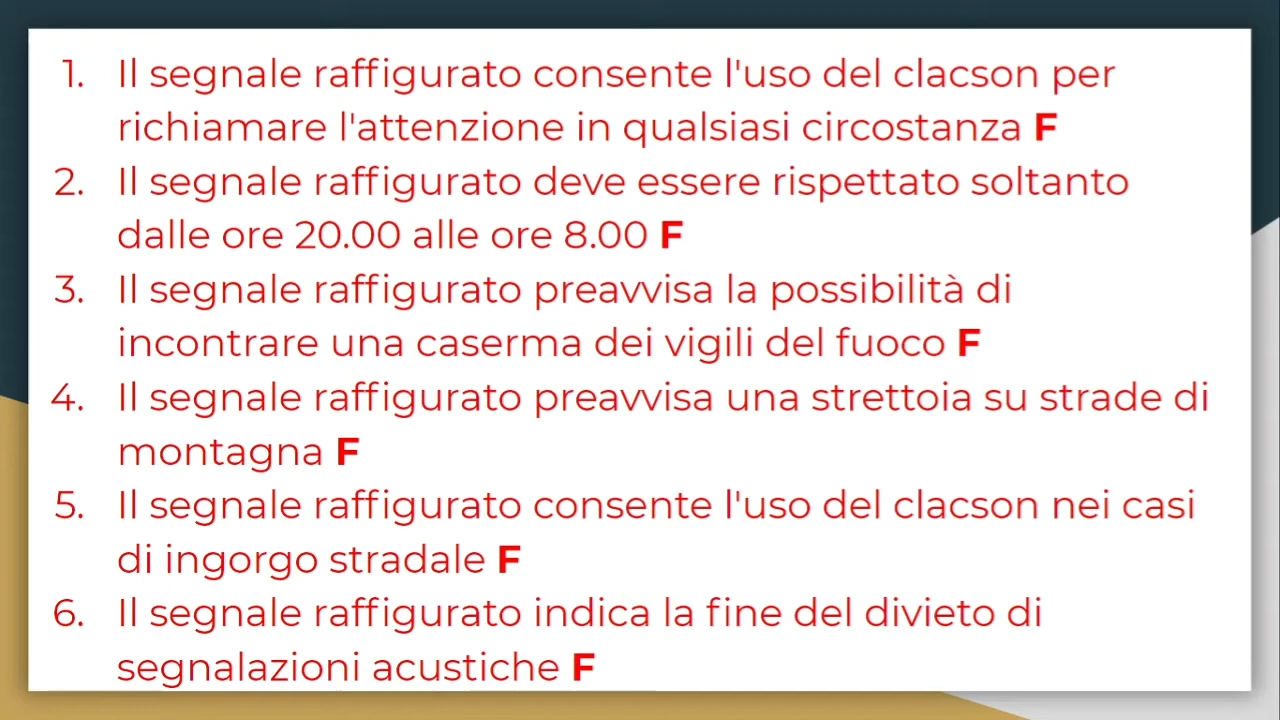 1. Il segnale raffigurato consente l'uso del clacson per
richiamare l'attenzione in qualsiasi circostanza F
2. Il segnale raffigurato deve essere rispettato soltanto
dalle ore 20.00 alle ore 8.00 F
3. Il segnale raffigurato preavvisa la possibilità di
incontrare una caserma dei vigili del fuoco F
4. Il segnale raffigurato preavvisa una strettoia su strade di
montagna F
5. Il segnale raffigurato consente l'uso del clacson nei casi
di ingorgo stradale F
6. Il segnale raffigurato indica la fine del divieto di
segnalazioni acustiche F